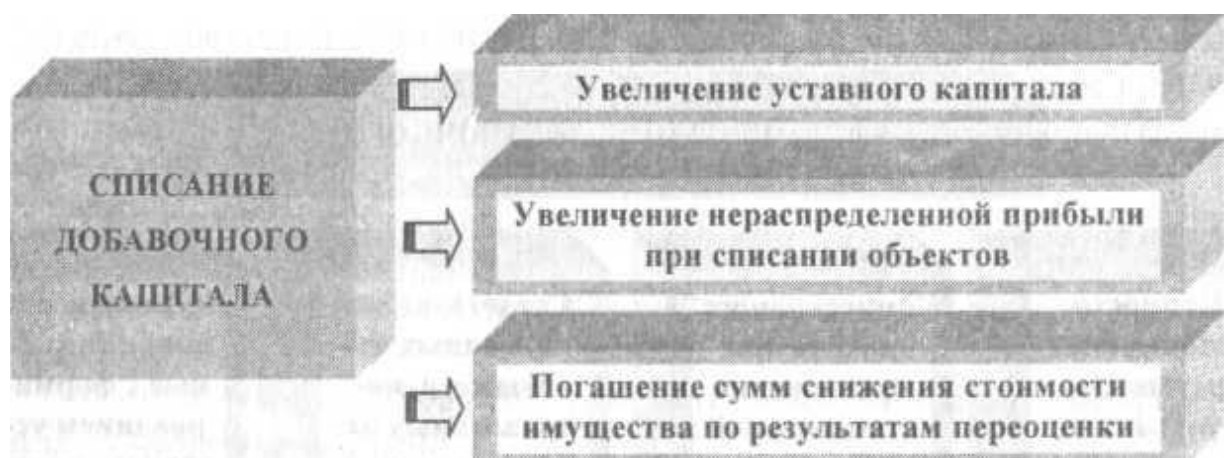 СПИСАНИЕ
ДОБАВОЧНОГО
КАПИТАЛА
Увеличение уставного капитала
Увеличение нераспределенной прибыли
при списании объектов
Погашение сумм снижения стоимости
имущества по результатам переоценки